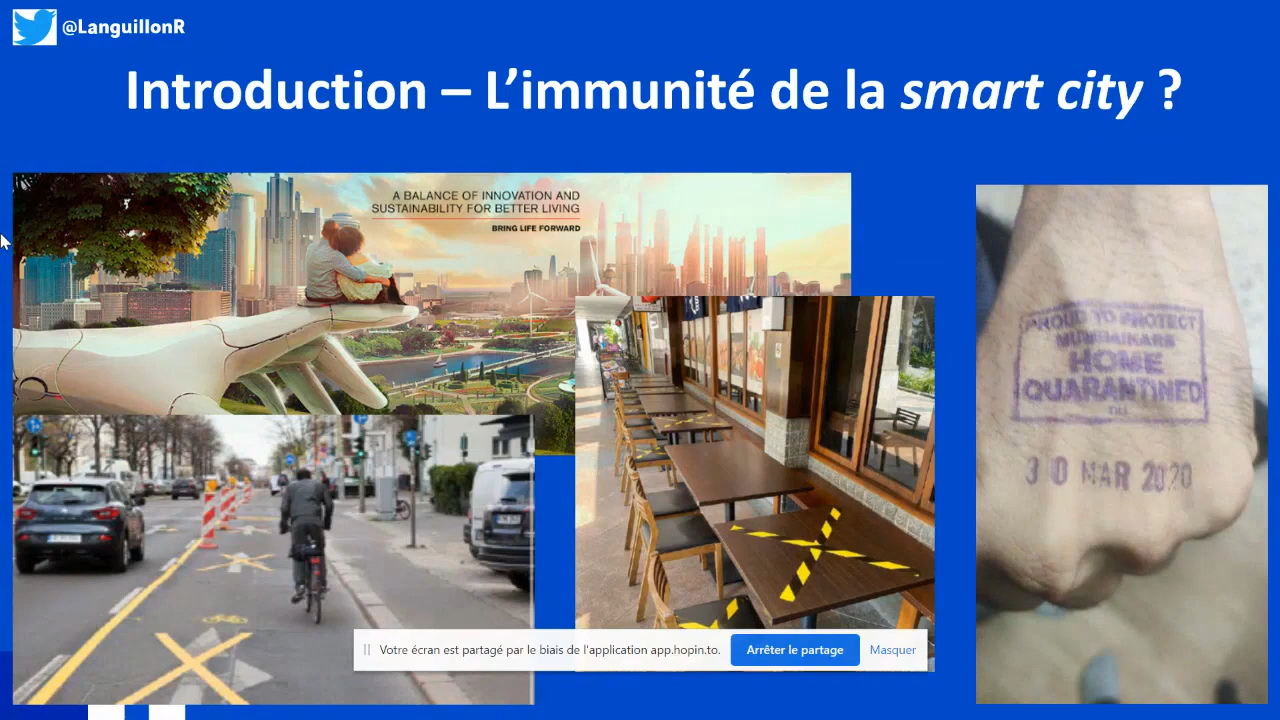 @LanguillonR
Introduction – L’immunité de la smart city ?
A BALANCE OF INNOVATION AND
SUSTAINABILITY FOR BETTER LIVING
BRING LIFE FORWARD
PROUD TO PROTECT
MUMBAIKARS
HOME
QUARANTINED
TILL
30 MAR 2020
Votre écran est partagé par le biais de l'application app.hopin.to.
Arrêter le partage
Masquer